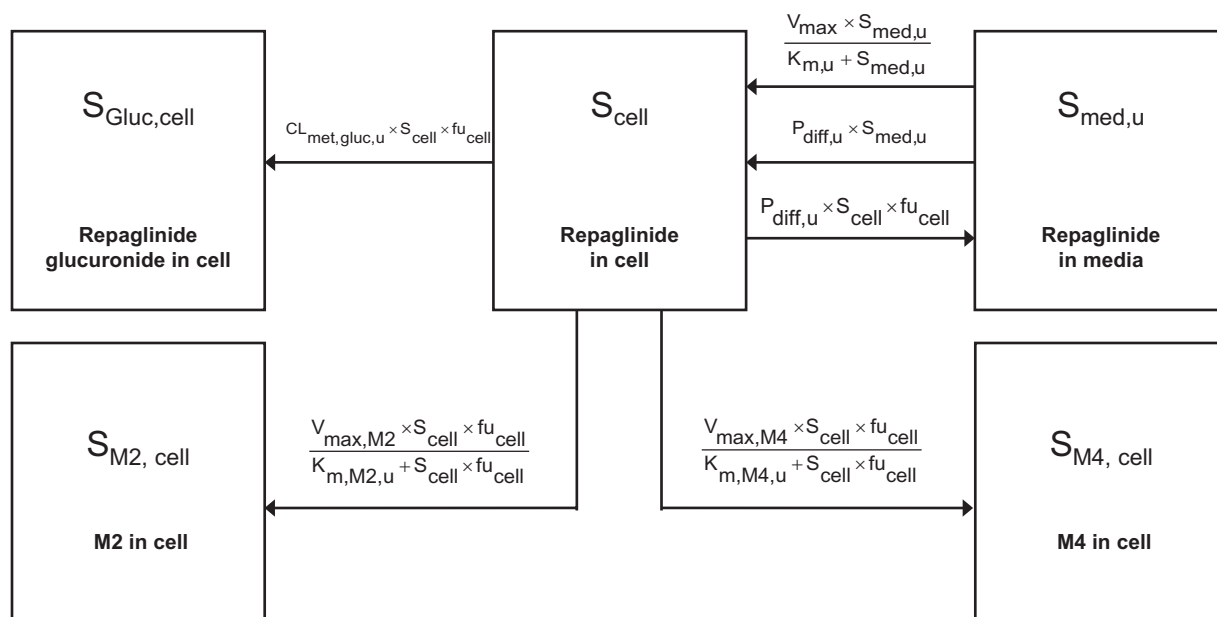 S_Gluc,cell
Repaglinide
glucuronide in cell
CL_met,gluc,u × S_cell × fu_cell
S_cell
Repaglinide
in cell
V_max × S_med,u
K_m,u + S_med,u
P_diff,u × S_med,u
P_diff,u × S_cell × fu_cell
S_med,u
Repaglinide
in media
S_M2, cell
M2 in cell
V_max,M2 × S_cell × fu_cell
K_m,M2,u + S_cell × fu_cell
V_max,M4 × S_cell × fu_cell
K_m,M4,u + S_cell × fu_cell
S_M4, cell
M4 in cell